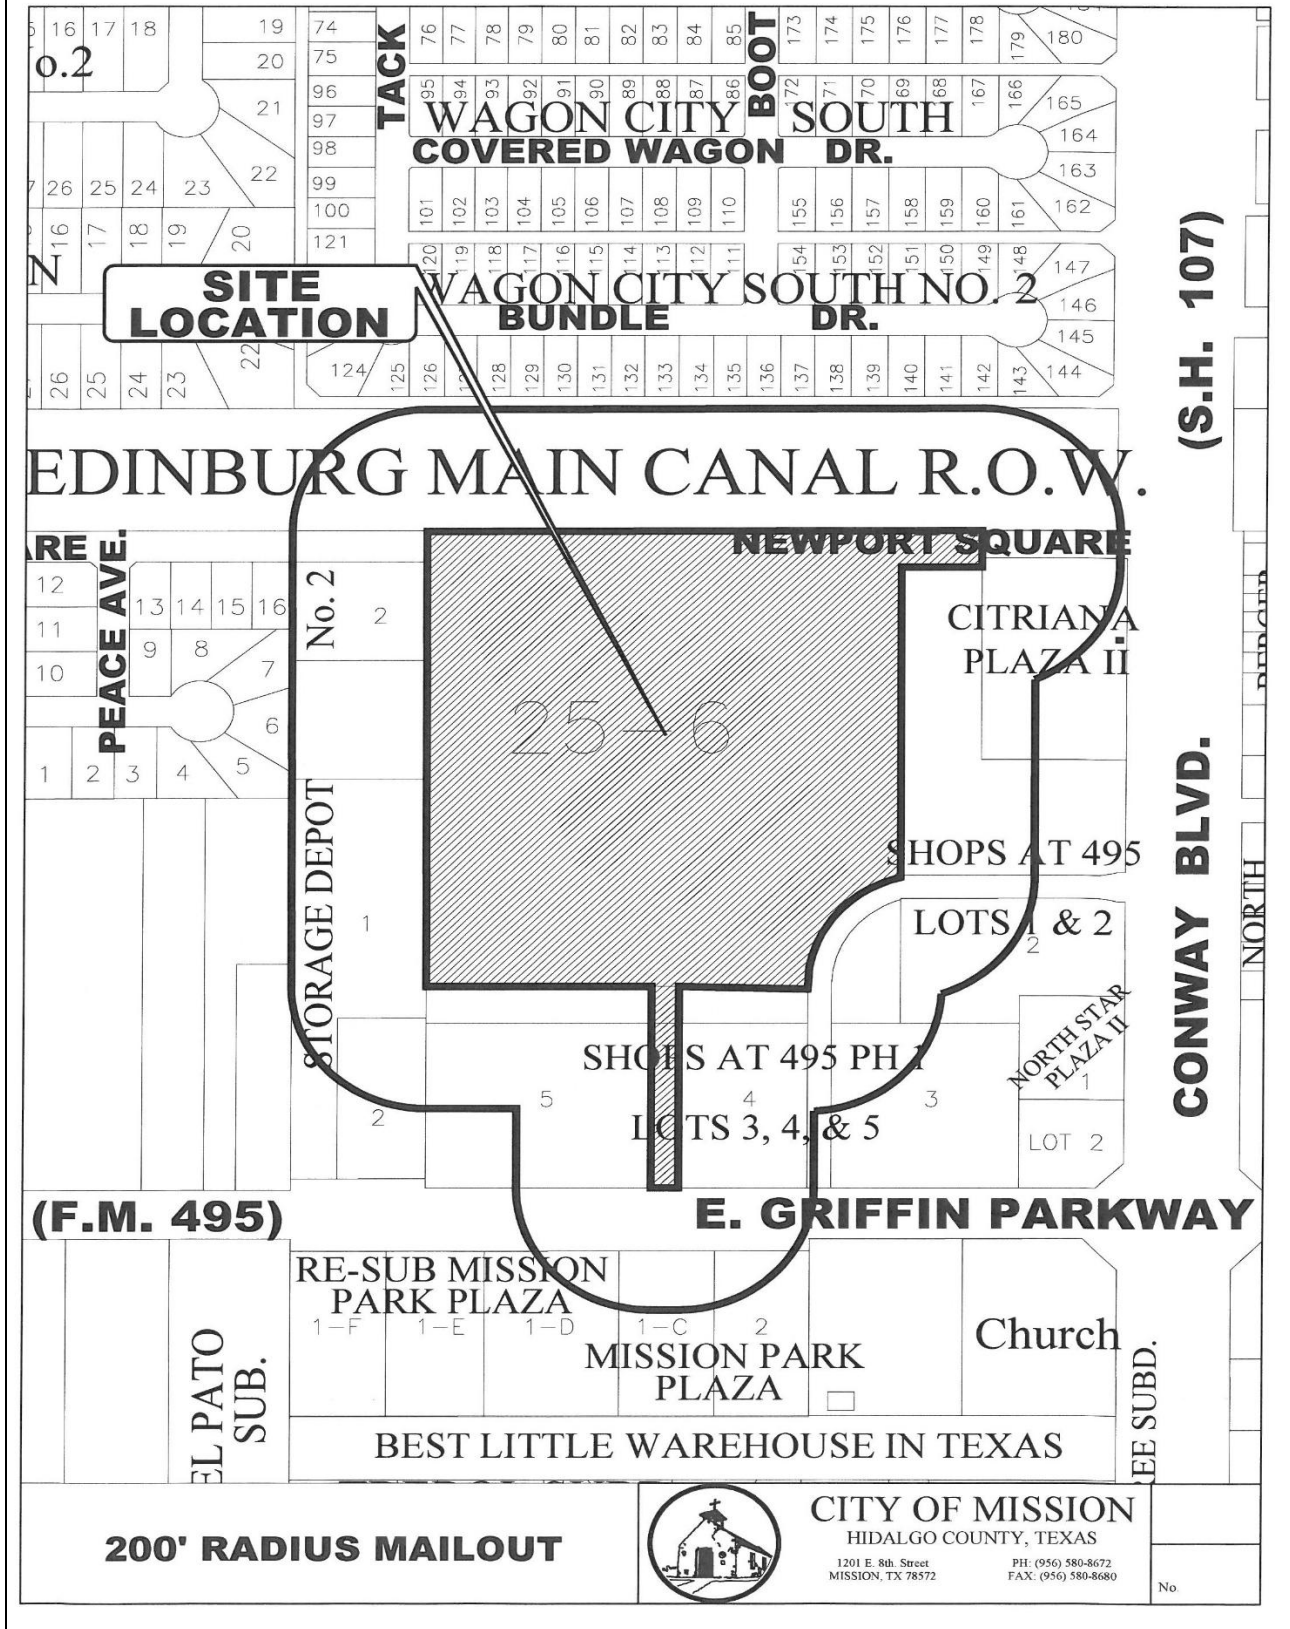 16 17 18
19
20
21
22
o.2
26 25 24 23
16 17 18 19 20
N
26 25 24 23 22
74
75
96
97
98
99
100
121
124
125
TACK
76 77 78 79 80 81 82 83 84 85
BOOT
173 174 175 176 177 178
179
180
95 94 93 92 91 90 89 88 87 86
172 171 170 169 168 167 166
165
164
163
162
WAGON CITY SOUTH
COVERED WAGON DR.
101 102 103 104 105 106 107 108 109 110
155 156 157 158 159 160 161
120 119 118 117 116 115 114 113 112 111
154 153 152 151 150 149 148
147
146
145
144
WAGON CITY SOUTH NO. 2
BUNDLE DR.
126 128 129 130 131 132 133 134 135 136 137 138 139 140 141 142 143
SITE
LOCATION
(S.H. 107)
EDINBURG MAIN CANAL R.O.W.
NEWPORT SQUARE
ARE
PEACE AVE.
12
11
10
13 14 15 16
9 8 7
6
5
1 2 3 4
No. 2
2
STORAGE DEPOT
1
2
25-6
CITRIANA
PLAZA II
SHOPS AT 495
LOTS 1 & 2
2
CONWAY BLVD.
NORTH
NORTH STAR
PLAZA II
1
LOT 2
SHOPS AT 495 PH 1
5 4 3
LOTS 3, 4, & 5
(F.M. 495)
E. GRIFFIN PARKWAY
RE-SUB MISSION
PARK PLAZA
1-F 1-E 1-D 1-C 2
MISSION PARK
PLAZA
Church
EL PATO
SUB.
REE SUBD.
BEST LITTLE WAREHOUSE IN TEXAS
200' RADIUS MAILOUT
CITY OF MISSION
HIDALGO COUNTY, TEXAS
1201 E. 8th. Street
MISSION, TX 78572
PH: (956) 580-8672
FAX: (956) 580-8680
No.